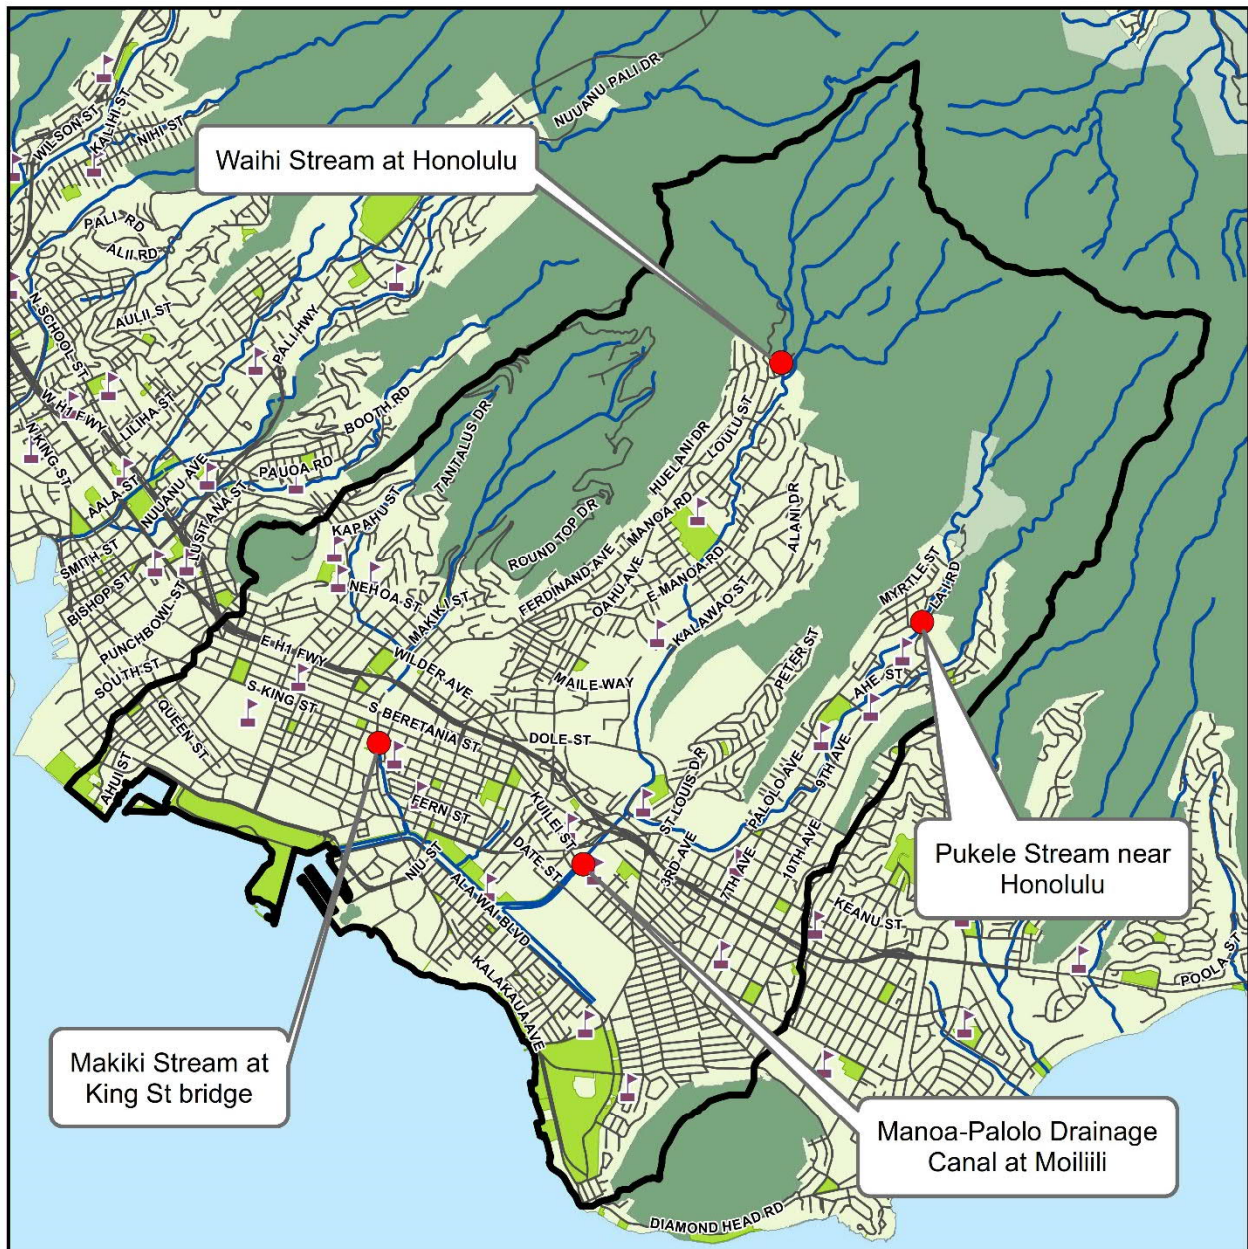 NUUANU PALI DR
WILSON ST
KALIHI ST
NIHI ST
Waihi Stream at Honolulu
PALI RD
ALII RD
AULII ST
N SCHOOL ST
PALI HWY
W H1 FWY
LILIHA ST
BOOTH RD
TANTALUS DR
N KING ST
PAUOA RD
AALA ST
NUUANU AVE
LUSITANA ST
KAPAHU ST
HUELANI DR
LOULU ST
MANOA RD
ALANI DR
ROUND TOP DR
SMITH ST
BISHOP ST
PUNCHBOWL ST
NEHOA ST
FERDINAND AVE
OAHU AVE
E MANOA RD
MYRTLE ST
MAKIKI ST
KALAWAO ST
SOUTH ST
E H1 FWY
WILDER AVE
MAILE WAY
PETER ST
AHE ST
QUEEN ST
S KING ST
S BERETANIA ST
DOLE ST
AHUI ST
ST LOUIS DR
PALOLO AVE
9TH AVE
FERN ST
KUILEI ST
DATE ST
3RD AVE
7TH AVE
10TH AVE
Pukele Stream near
Honolulu
NIU ST
ALA WAI BLVD
KEANU ST
KALAKAUA AVE
POOLA ST
Makiki Stream at
King St bridge
Manoa-Palolo Drainage
Canal at Moiliili
DIAMOND HEAD RD